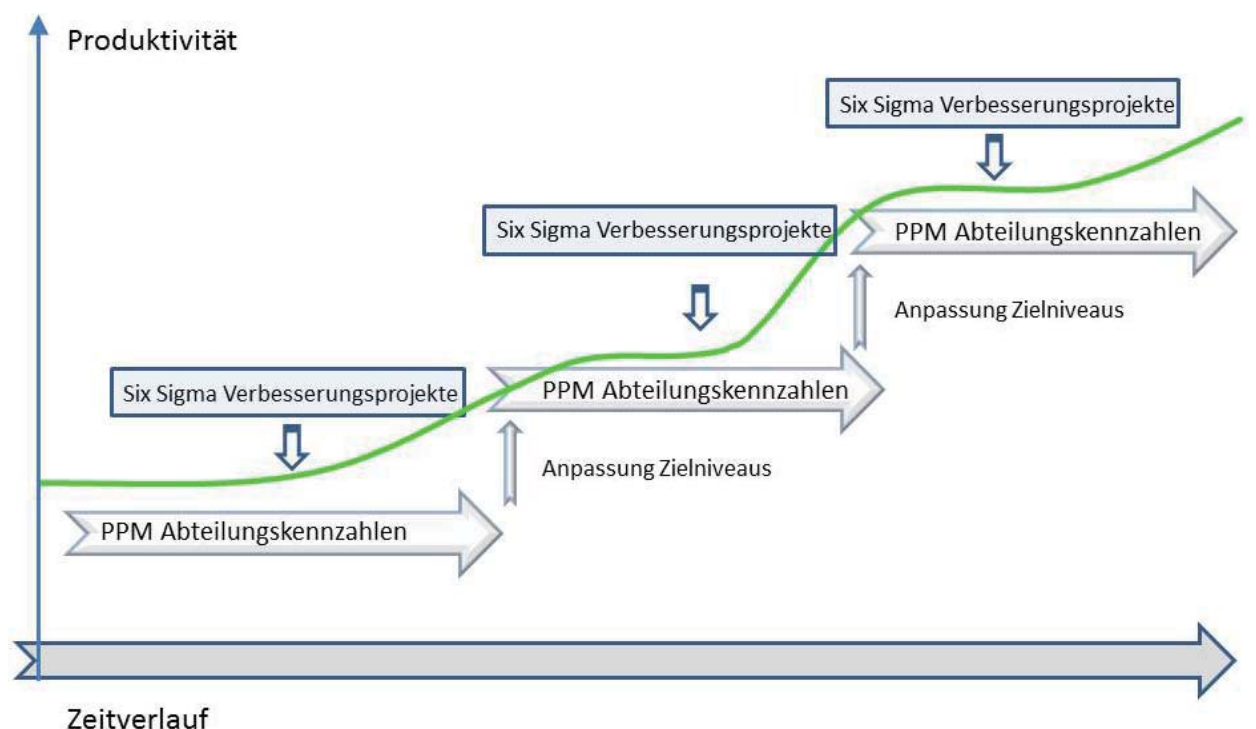 Produktivität
Six Sigma Verbesserungsprojekte
Six Sigma Verbesserungsprojekte
PPM Abteilungskennzahlen
Anpassung Zielniveaus
Six Sigma Verbesserungsprojekte
PPM Abteilungskennzahlen
Anpassung Zielniveaus
PPM Abteilungskennzahlen
Zeitverlauf